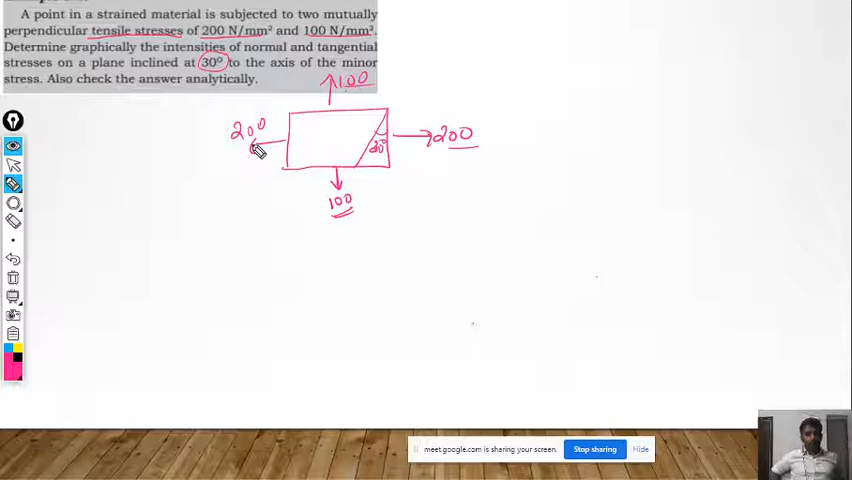 A point in a strained material is subjected to two mutually
perpendicular tensile stresses of 200 N/mm² and 100 N/mm².
Determine graphically the intensities of normal and tangential
stresses on a plane inclined at 30° to the axis of the minor
stress. Also check the answer analytically.
100
200
200
30°
100
meet.google.com is sharing your screen.
Stop sharing
Hide